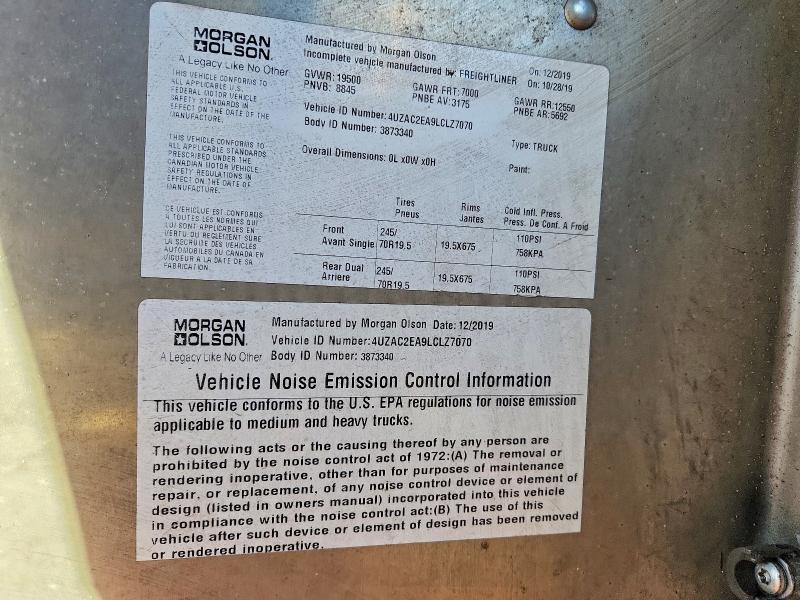 MORGAN
OLSON.
A Legacy Like No Other
Manufactured by Morgan Olson On: 12/2019
Incomplete vehicle manufactured by: FREIGHTLINER On: 10/28/19
GVWR: 19500 GAWR FRT: 7000 GAWR RR: 12550
PNVB: 8845 PNBE AV: 3175 PNBE AR: 5692
Vehicle ID Number: 4UZAC2EA9LCLZ7070
Body ID Number: 3873340 Type: TRUCK
Overall Dimensions: 0L x0W x0H Paint:
THIS VEHICLE CONFORMS TO
ALL APPLICABLE U.S.
FEDERAL MOTOR VEHICLE
SAFETY STANDARDS IN
EFFECT ON THE DATE OF THE
MANUFACTURE.
THIS VEHICLE CONFORMS TO
ALL APPLICABLE STANDARDS
PRESCRIBED UNDER THE
CANADIAN MOTOR VEHICLE
SAFETY REGULATIONS IN
EFFECT ON THE DATE OF
MANUFACTURE.
CE VEHICLUE EST CONFORMS
A TOUTES LES NORMES QUI
LUI SONT APPLICABLES EN
VERTU DU REGLEMENT SURE
LA SECRUTE DES VEHICLES
AUTOMOBILES DU CANADA EN
VIGUEUR A LA DATE DE SA
FABRICATION.
Tires Rims Cold Infl. Press.
Pneus Jantes Press. De Conf. A Froid
Front 245/ 110PSI
Avant Single 70R19.5 19.5X675 758KPA
Rear Dual 245/ 110PSI
Arriere 70R19.5 19.5X675 758KPA
MORGAN
OLSON.
A Legacy Like No Other
Manufactured by Morgan Olson Date: 12/2019
Vehicle ID Number:4UZAC2EA9LCLZ7070
Body ID Number: 3873340
Vehicle Noise Emission Control Information
This vehicle conforms to the U.S. EPA regulations for noise emission
applicable to medium and heavy trucks.
The following acts or the causing thereof by any person are
prohibited by the noise control act of 1972:(A) The removal or
rendering inoperative, other than for purposes of maintenance
repair, or replacement, of any noise control device or element of
design (listed in owners manual) incorporated into this vehicle
in compliance with the noise control act:(B) The use of this
vehicle after such device or element of design has been removed
or rendered inoperative.